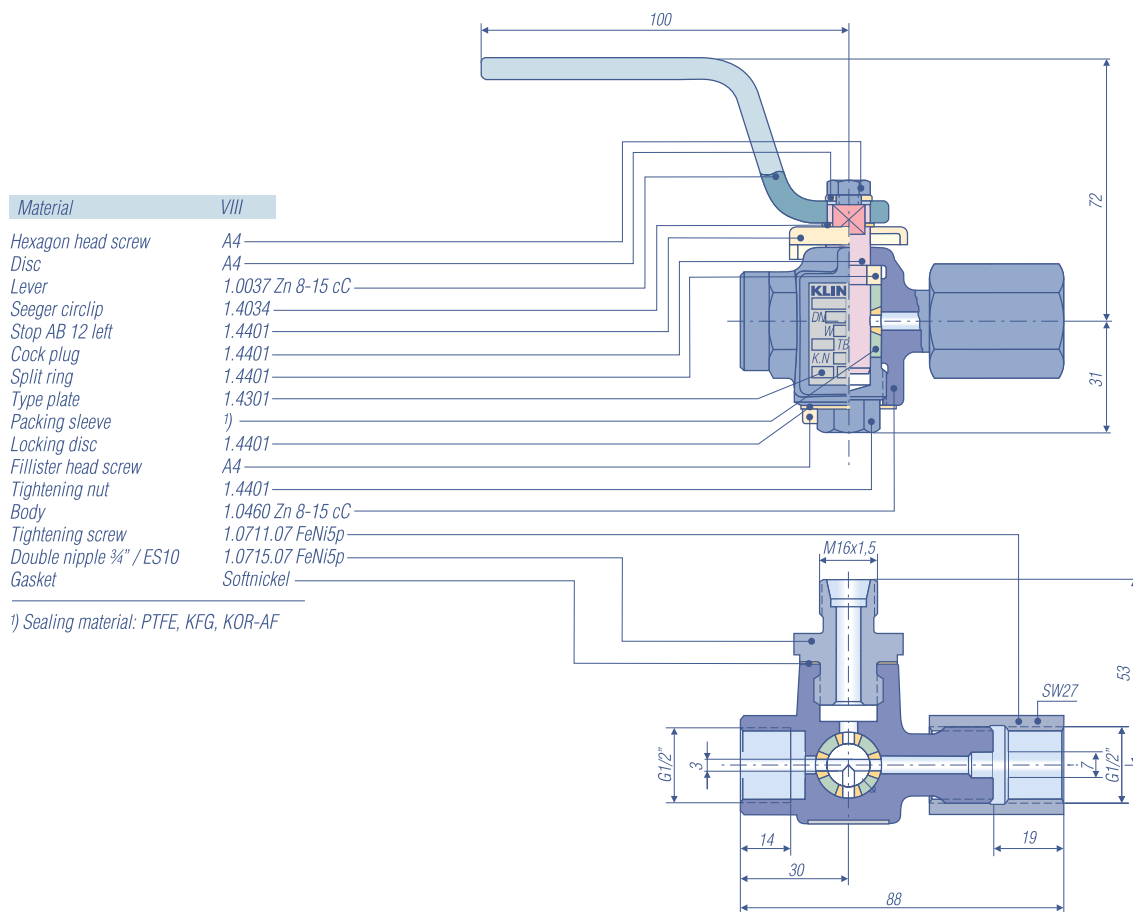 100
72
31
Material VIII
Hexagon head screw A4
Disc A4
Lever 1.0037 Zn 8-15 cC
Seeger circlip 1.4034
Stop AB 12 left 1.4401
Cock plug 1.4401
Split ring 1.4401
Type plate 1.4301
Packing sleeve ¹)
Locking disc 1.4401
Fillister head screw A4
Tightening nut 1.4401
Body 1.0460 Zn 8-15 cC
Tightening screw 1.0711.07 FeNi5p
Double nipple ¾” / ES10 1.0715.07 FeNi5p
Gasket Softnickel
¹) Sealing material: PTFE, KFG, KOR-AF
KLIN
DN
W
TB
K.N
M16x1,5
53
SW27
G1/2"
3
7
G1/2"
14
19
30
88